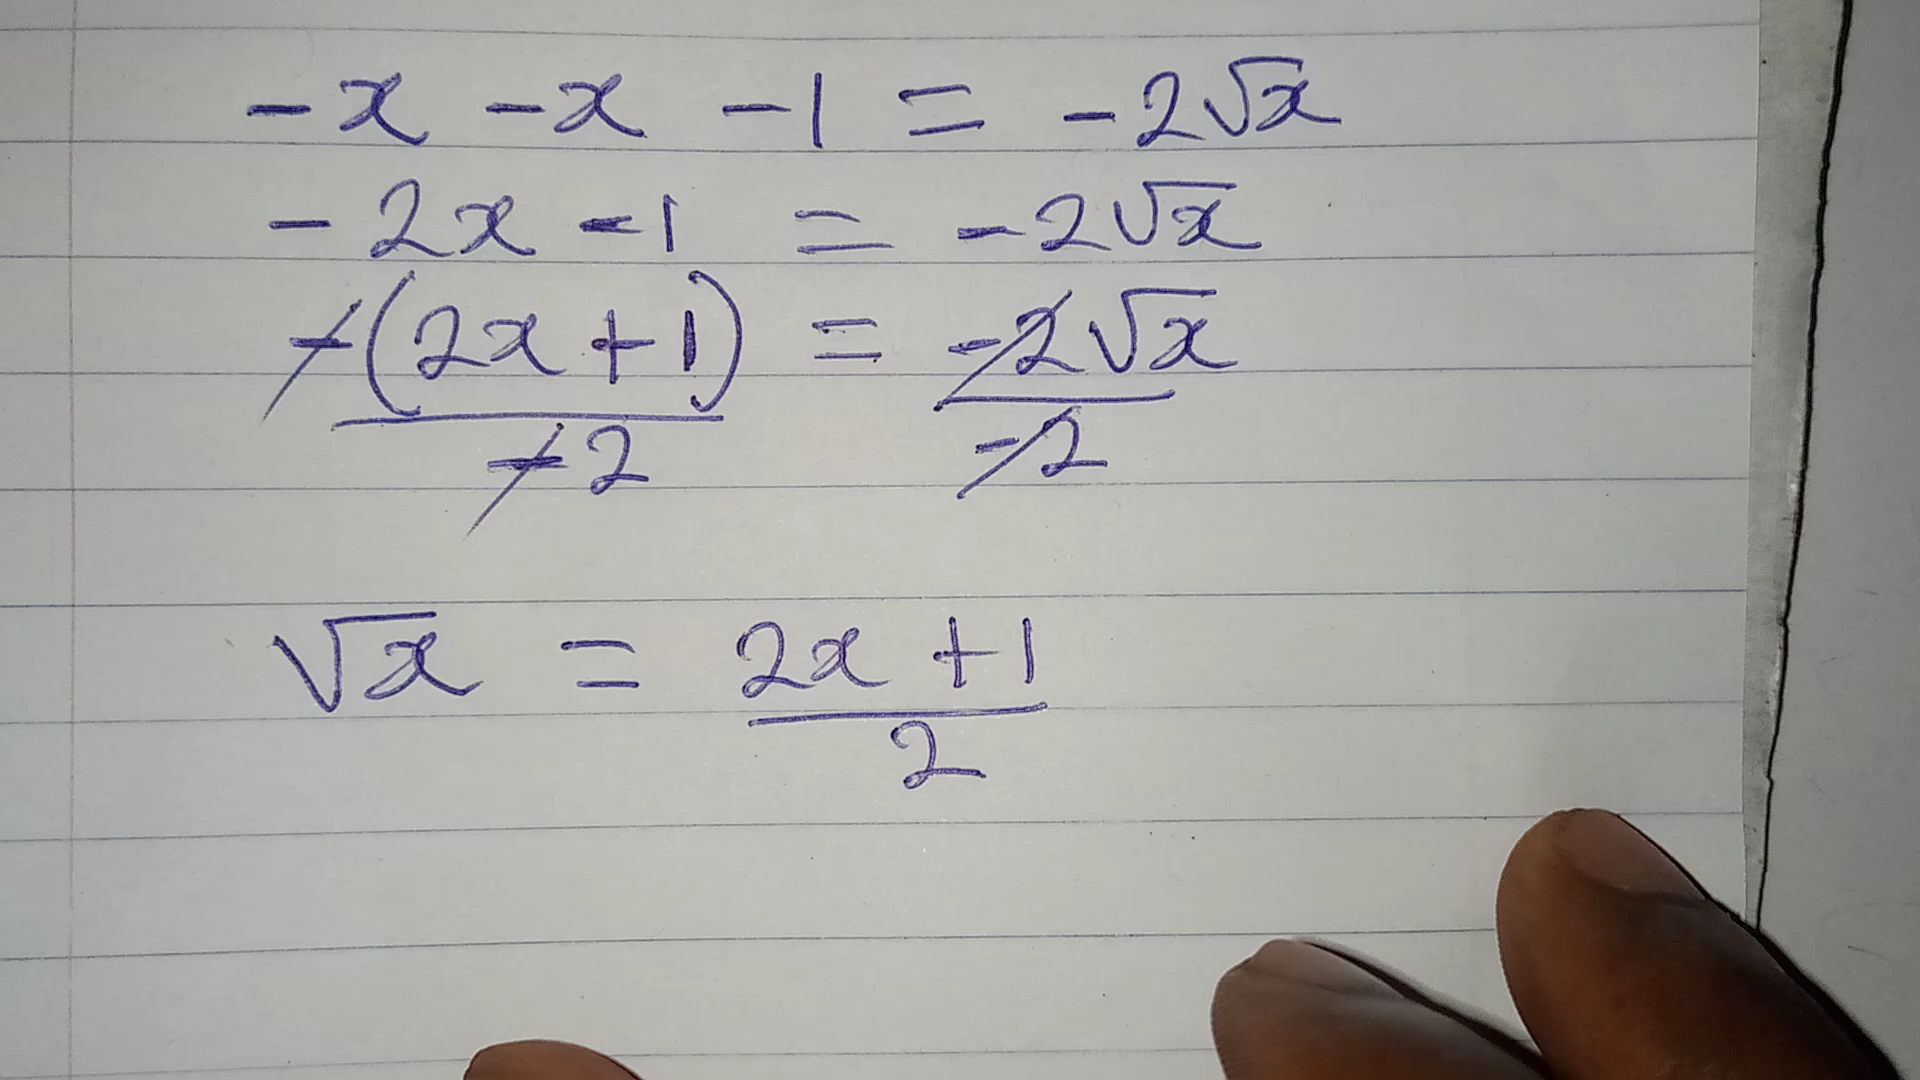 -x -x -1 = -2√x
-2x -1 = -2√x
-(2x+1)/-2 = -2√x/-2
√x = 2x+1/2